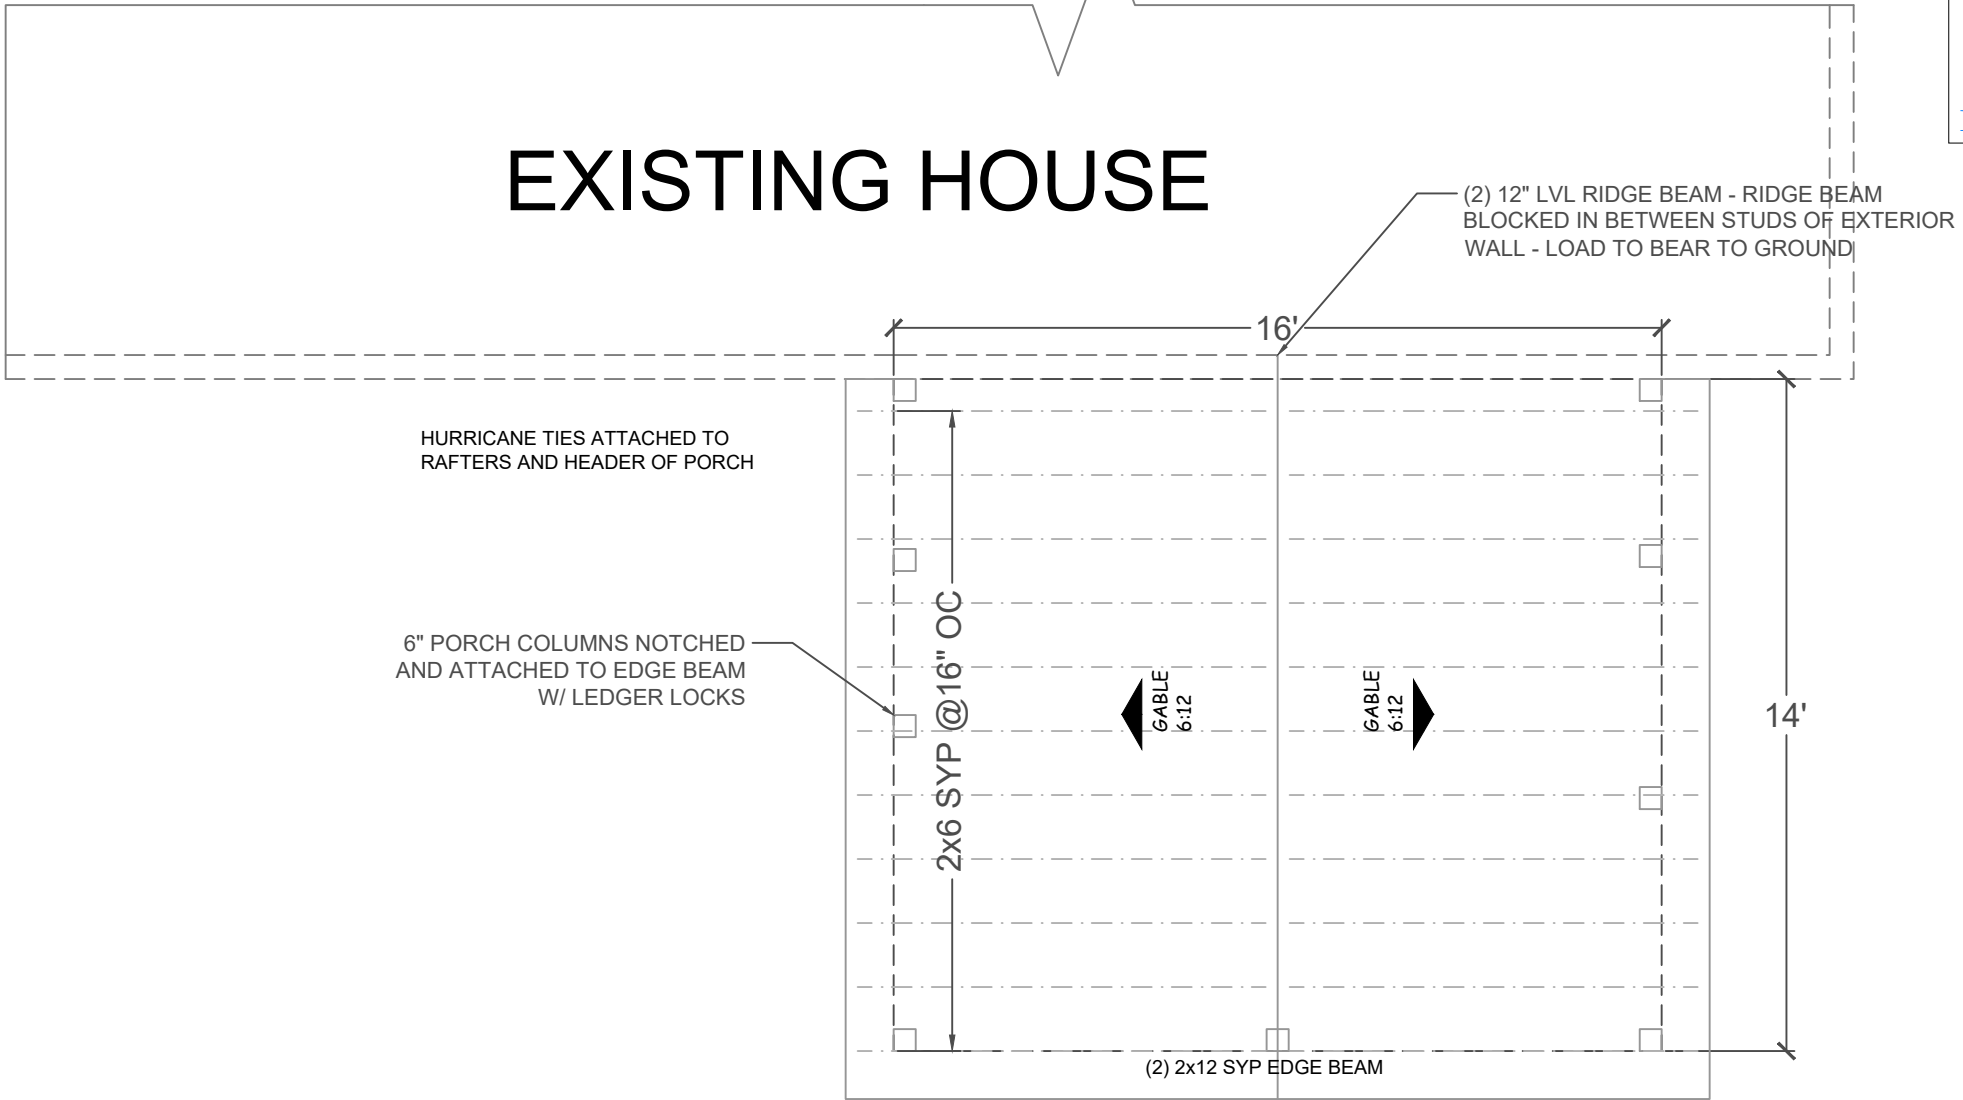 EXISTING HOUSE
(2) 12" LVL RIDGE BEAM - RIDGE BEAM
BLOCKED IN BETWEEN STUDS OF EXTERIOR
WALL - LOAD TO BEAR TO GROUND
16'
HURRICANE TIES ATTACHED TO
RAFTERS AND HEADER OF PORCH
6" PORCH COLUMNS NOTCHED
AND ATTACHED TO EDGE BEAM
W/ LEDGER LOCKS
2x6 SYP @16" OC
GABLE
6:12
GABLE
6:12
14'
(2) 2x12 SYP EDGE BEAM